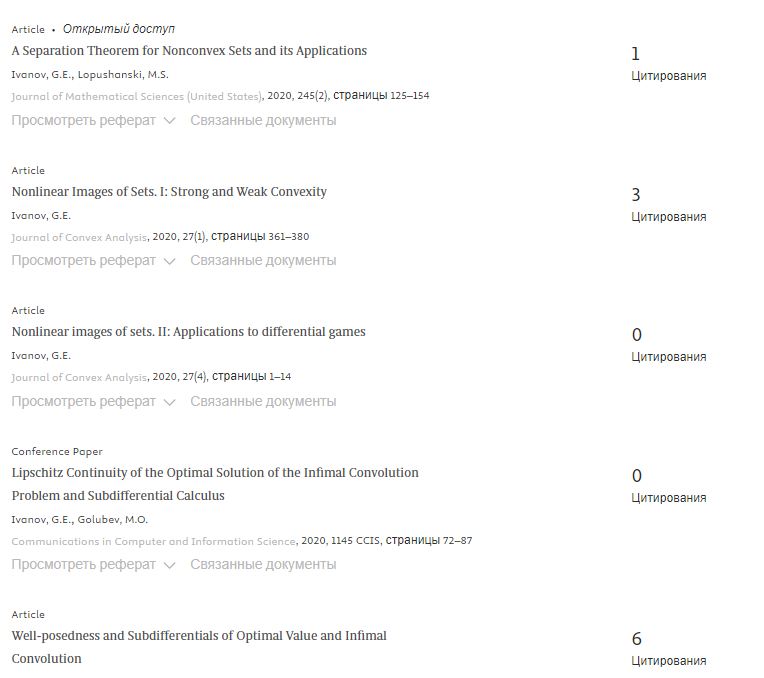 Article • Открытый доступ
A Separation Theorem for Nonconvex Sets and its Applications
1
Ivanov, G.E., Lopushanski, M.S.
Цитирования
Journal of Mathematical Sciences (United States), 2020, 245(2), страницы 125–154
Просмотреть реферат Связанные документы
Article
Nonlinear Images of Sets. I: Strong and Weak Convexity
3
Ivanov, G.E.
Цитирования
Journal of Convex Analysis, 2020, 27(1), страницы 361–380
Просмотреть реферат Связанные документы
Article
Nonlinear images of sets. II: Applications to differential games
0
Ivanov, G.E.
Цитирования
Journal of Convex Analysis, 2020, 27(4), страницы 1–14
Просмотреть реферат Связанные документы
Conference Paper
Lipschitz Continuity of the Optimal Solution of the Infimal Convolution
Problem and Subdifferential Calculus
0
Цитирования
Ivanov, G.E., Golubev, M.O.
Communications in Computer and Information Science, 2020, 1145 CCIS, страницы 72–87
Просмотреть реферат Связанные документы
Article
Well-posedness and Subdifferentials of Optimal Value and Infimal
Convolution
6
Цитирования